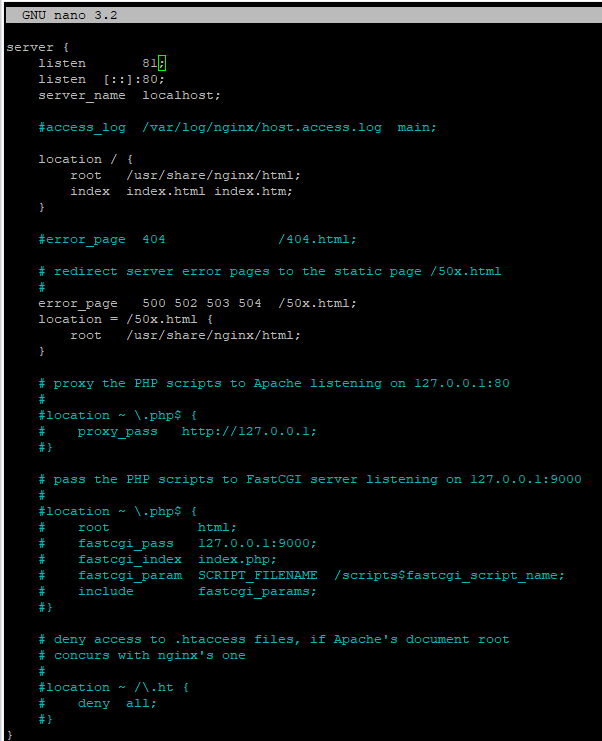 GNU nano 3.2
server {
    listen       81;
    listen  [::]:80;
    server_name  localhost;
    #access_log  /var/log/nginx/host.access.log  main;
    location / {
        root   /usr/share/nginx/html;
        index  index.html index.htm;
    }
    #error_page  404              /404.html;
    # redirect server error pages to the static page /50x.html
    #
    error_page   500 502 503 504  /50x.html;
    location = /50x.html {
        root   /usr/share/nginx/html;
    }
    # proxy the PHP scripts to Apache listening on 127.0.0.1:80
    #
    #location ~ \.php$ {
    #    proxy_pass   http://127.0.0.1;
    #}
    # pass the PHP scripts to FastCGI server listening on 127.0.0.1:9000
    #
    #location ~ \.php$ {
    #    root           html;
    #    fastcgi_pass   127.0.0.1:9000;
    #    fastcgi_index  index.php;
    #    fastcgi_param  SCRIPT_FILENAME  /scripts$fastcgi_script_name;
    #    include        fastcgi_params;
    #}
    # deny access to .htaccess files, if Apache's document root
    # concurs with nginx's one
    #
    #location ~ /\.ht {
    #    deny  all;
    #}
}